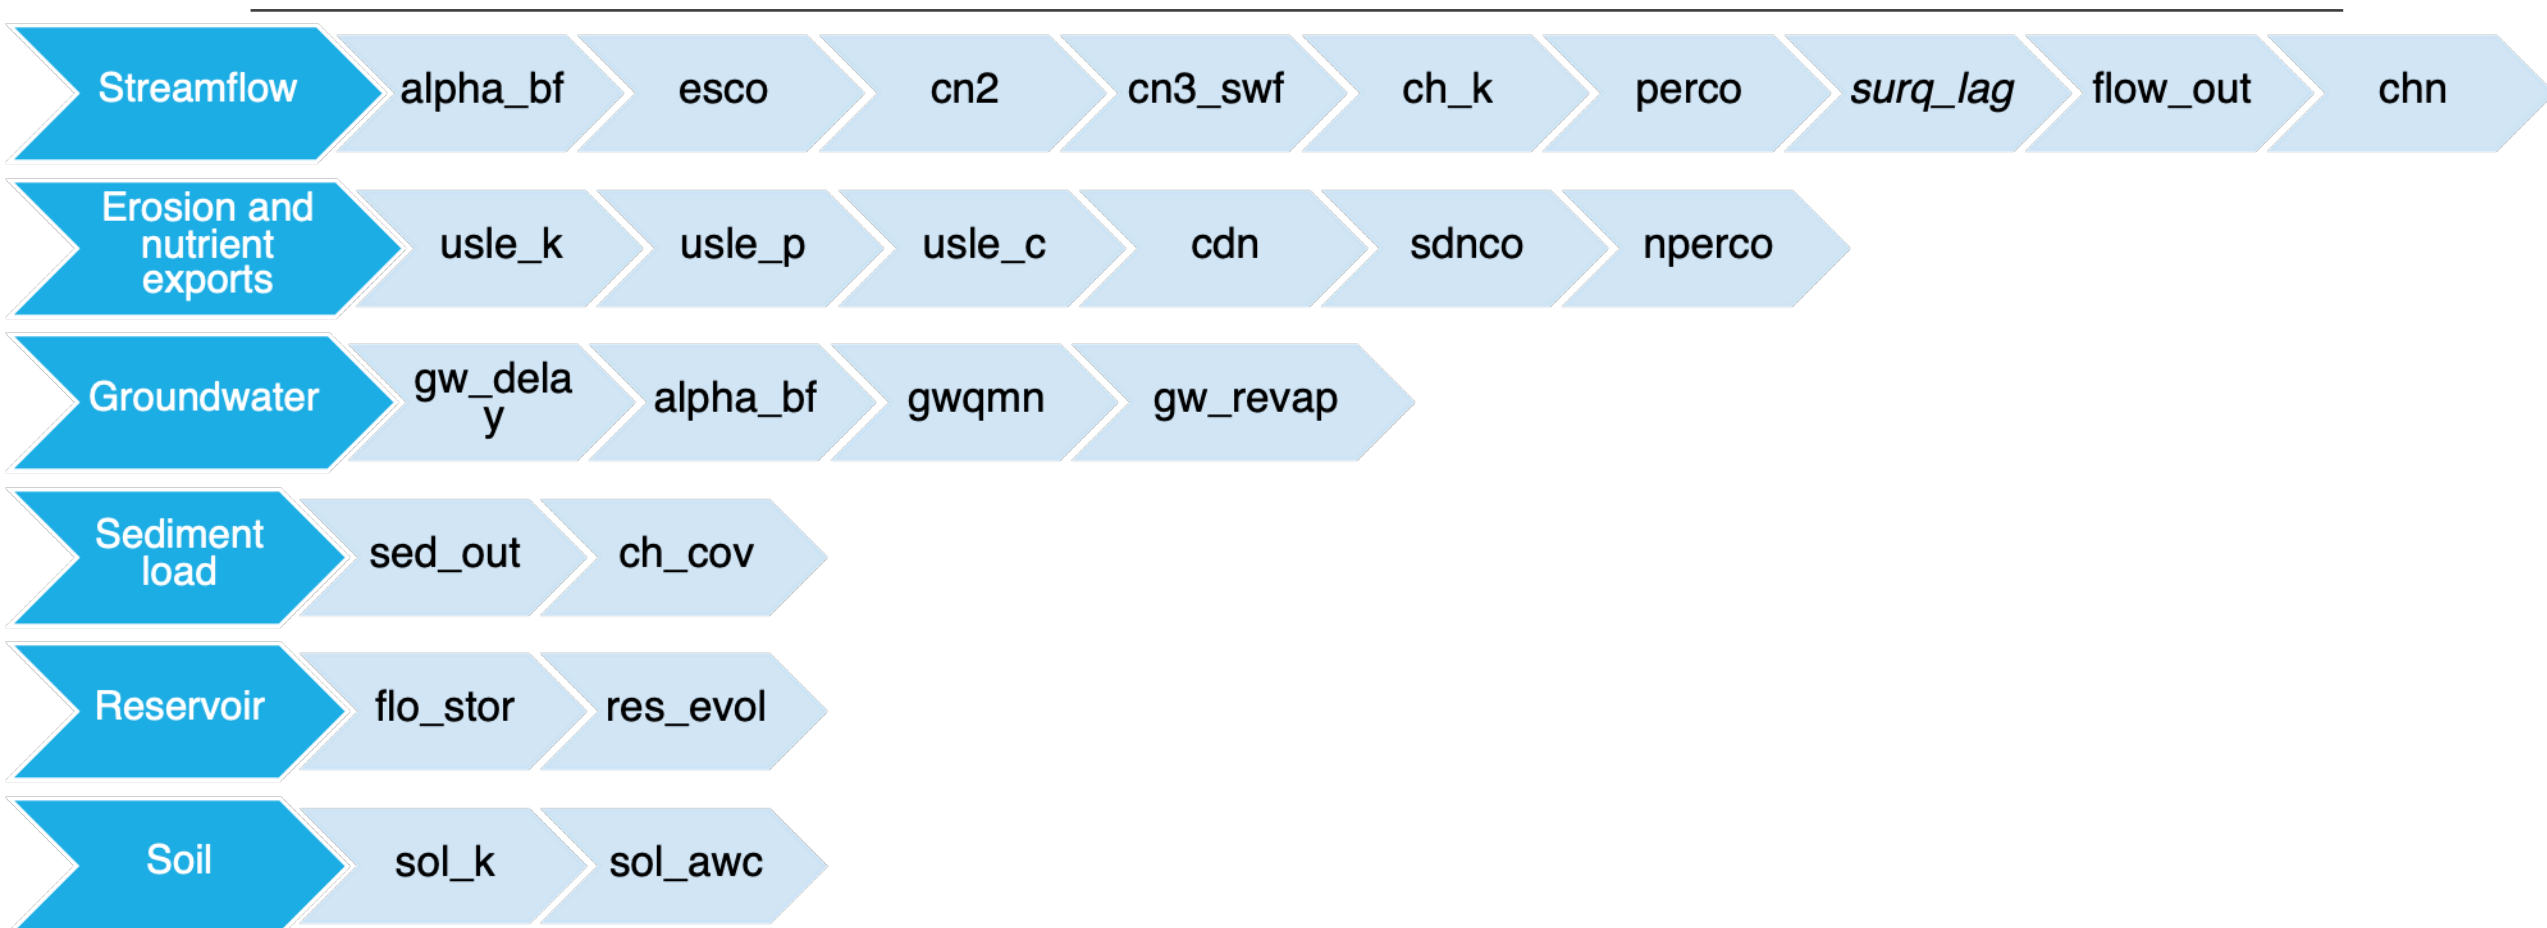 Streamflow alpha_bf esco cn2 cn3_swf ch_k perco surq_lag flow_out chn
Erosion and
nutrient
exports
usle_k usle_p usle_c cdn sdnco nperco
Groundwater
gw_dela
y
alpha_bf gwqmn gw_revap
Sediment
load
sed_out ch_cov
Reservoir flo_stor res_evol
Soil sol_k sol_awc